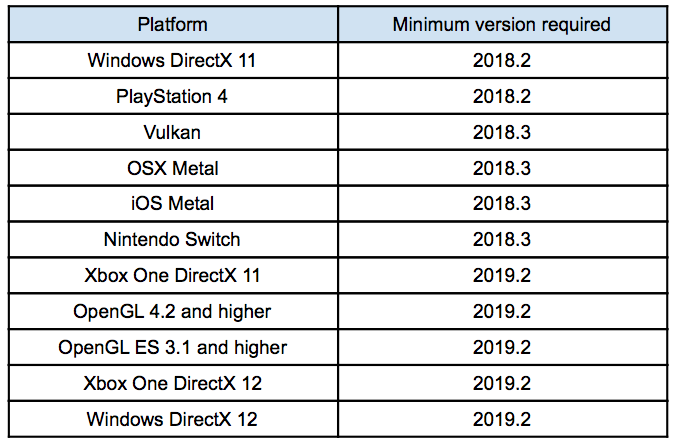 Platform Minimum version required
Windows DirectX 11 2018.2
PlayStation 4 2018.2
Vulkan 2018.3
OSX Metal 2018.3
iOS Metal 2018.3
Nintendo Switch 2018.3
Xbox One DirectX 11 2019.2
OpenGL 4.2 and higher 2019.2
OpenGL ES 3.1 and higher 2019.2
Xbox One DirectX 12 2019.2
Windows DirectX 12 2019.2